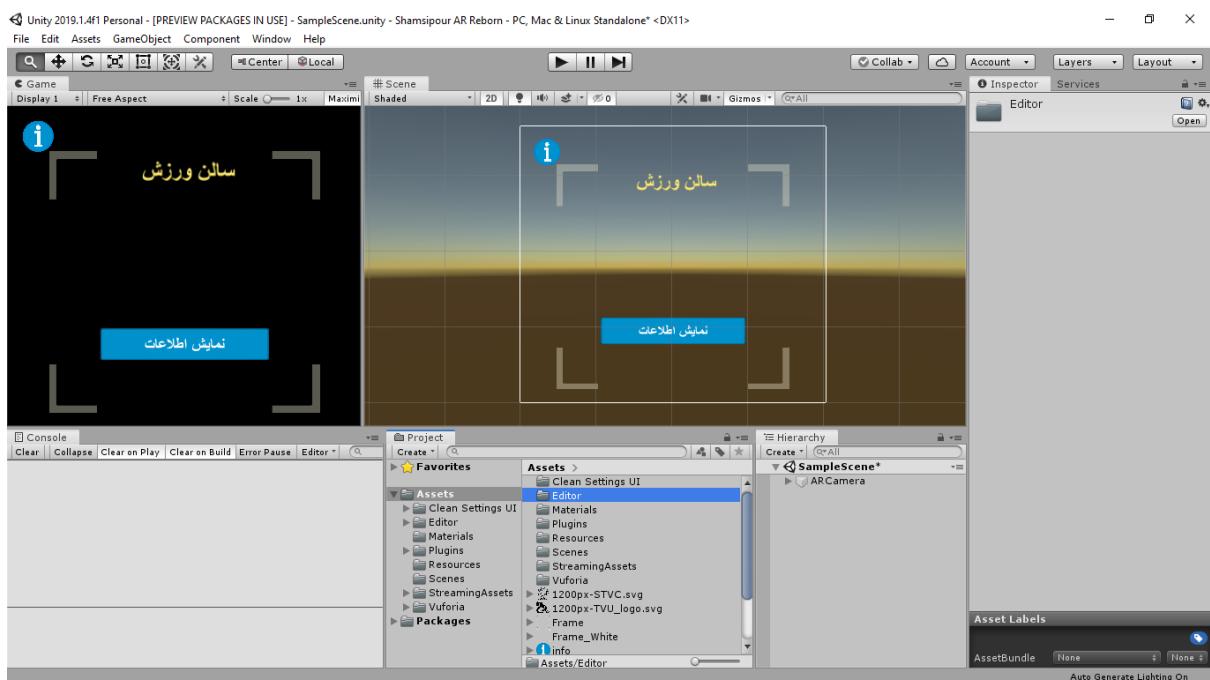 Unity 2019.1.4f1 Personal - [PREVIEW PACKAGES IN USE] - SampleScene.unity - Shamsipour AR Reborn - PC, Mac & Linux Standalone* <DX11>
File Edit Assets GameObject Component Window Help
Center Local Collab Account Layers Layout
Game
Display 1 Free Aspect Scale 1x Maximi
سالن ورزش
نمایش اطلاعات
Scene
Shaded 2D 0 Gizmos All
سالن ورزش
نمایش اطلاعات
Inspector Services
Editor
Open
Console
Clear Collapse Clear on Play Clear on Build Error Pause Editor
Project
Create
Favorites
Assets
Clean Settings UI
Editor
Materials
Plugins
Resources
Scenes
StreamingAssets
Vuforia
Packages
Assets >
Clean Settings UI
Editor
Materials
Plugins
Resources
Scenes
StreamingAssets
Vuforia
1200px-STVC.svg
1200px-TVU_logo.svg
Frame
Frame_White
info
Assets/Editor
Hierarchy
Create All
SampleScene*
ARCamera
Asset Labels
AssetBundle None None
Auto Generate Lighting On